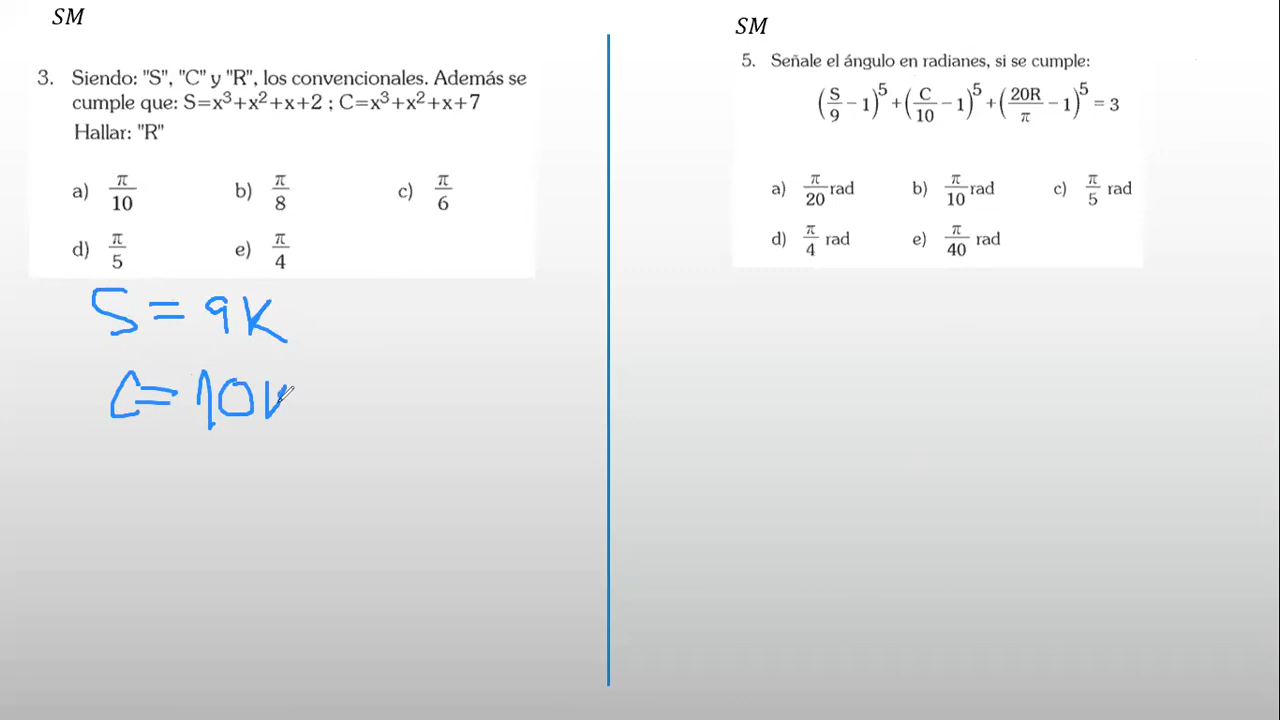 SM
3. Siendo: "S", "C" y "R", los convencionales. Además se
cumple que: S=x³+x²+x+2 ; C=x³+x²+x+7
Hallar: "R"
a) π/10 b) π/8 c) π/6
d) π/5 e) π/4
S = 9K
C = 10K
SM
5. Señale el ángulo en radianes, si se cumple:
(S/9 − 1)⁵ + (C/10 − 1)⁵ + (20R/π − 1)⁵ = 3
a) π/20 rad b) π/10 rad c) π/5 rad
d) π/4 rad e) π/40 rad